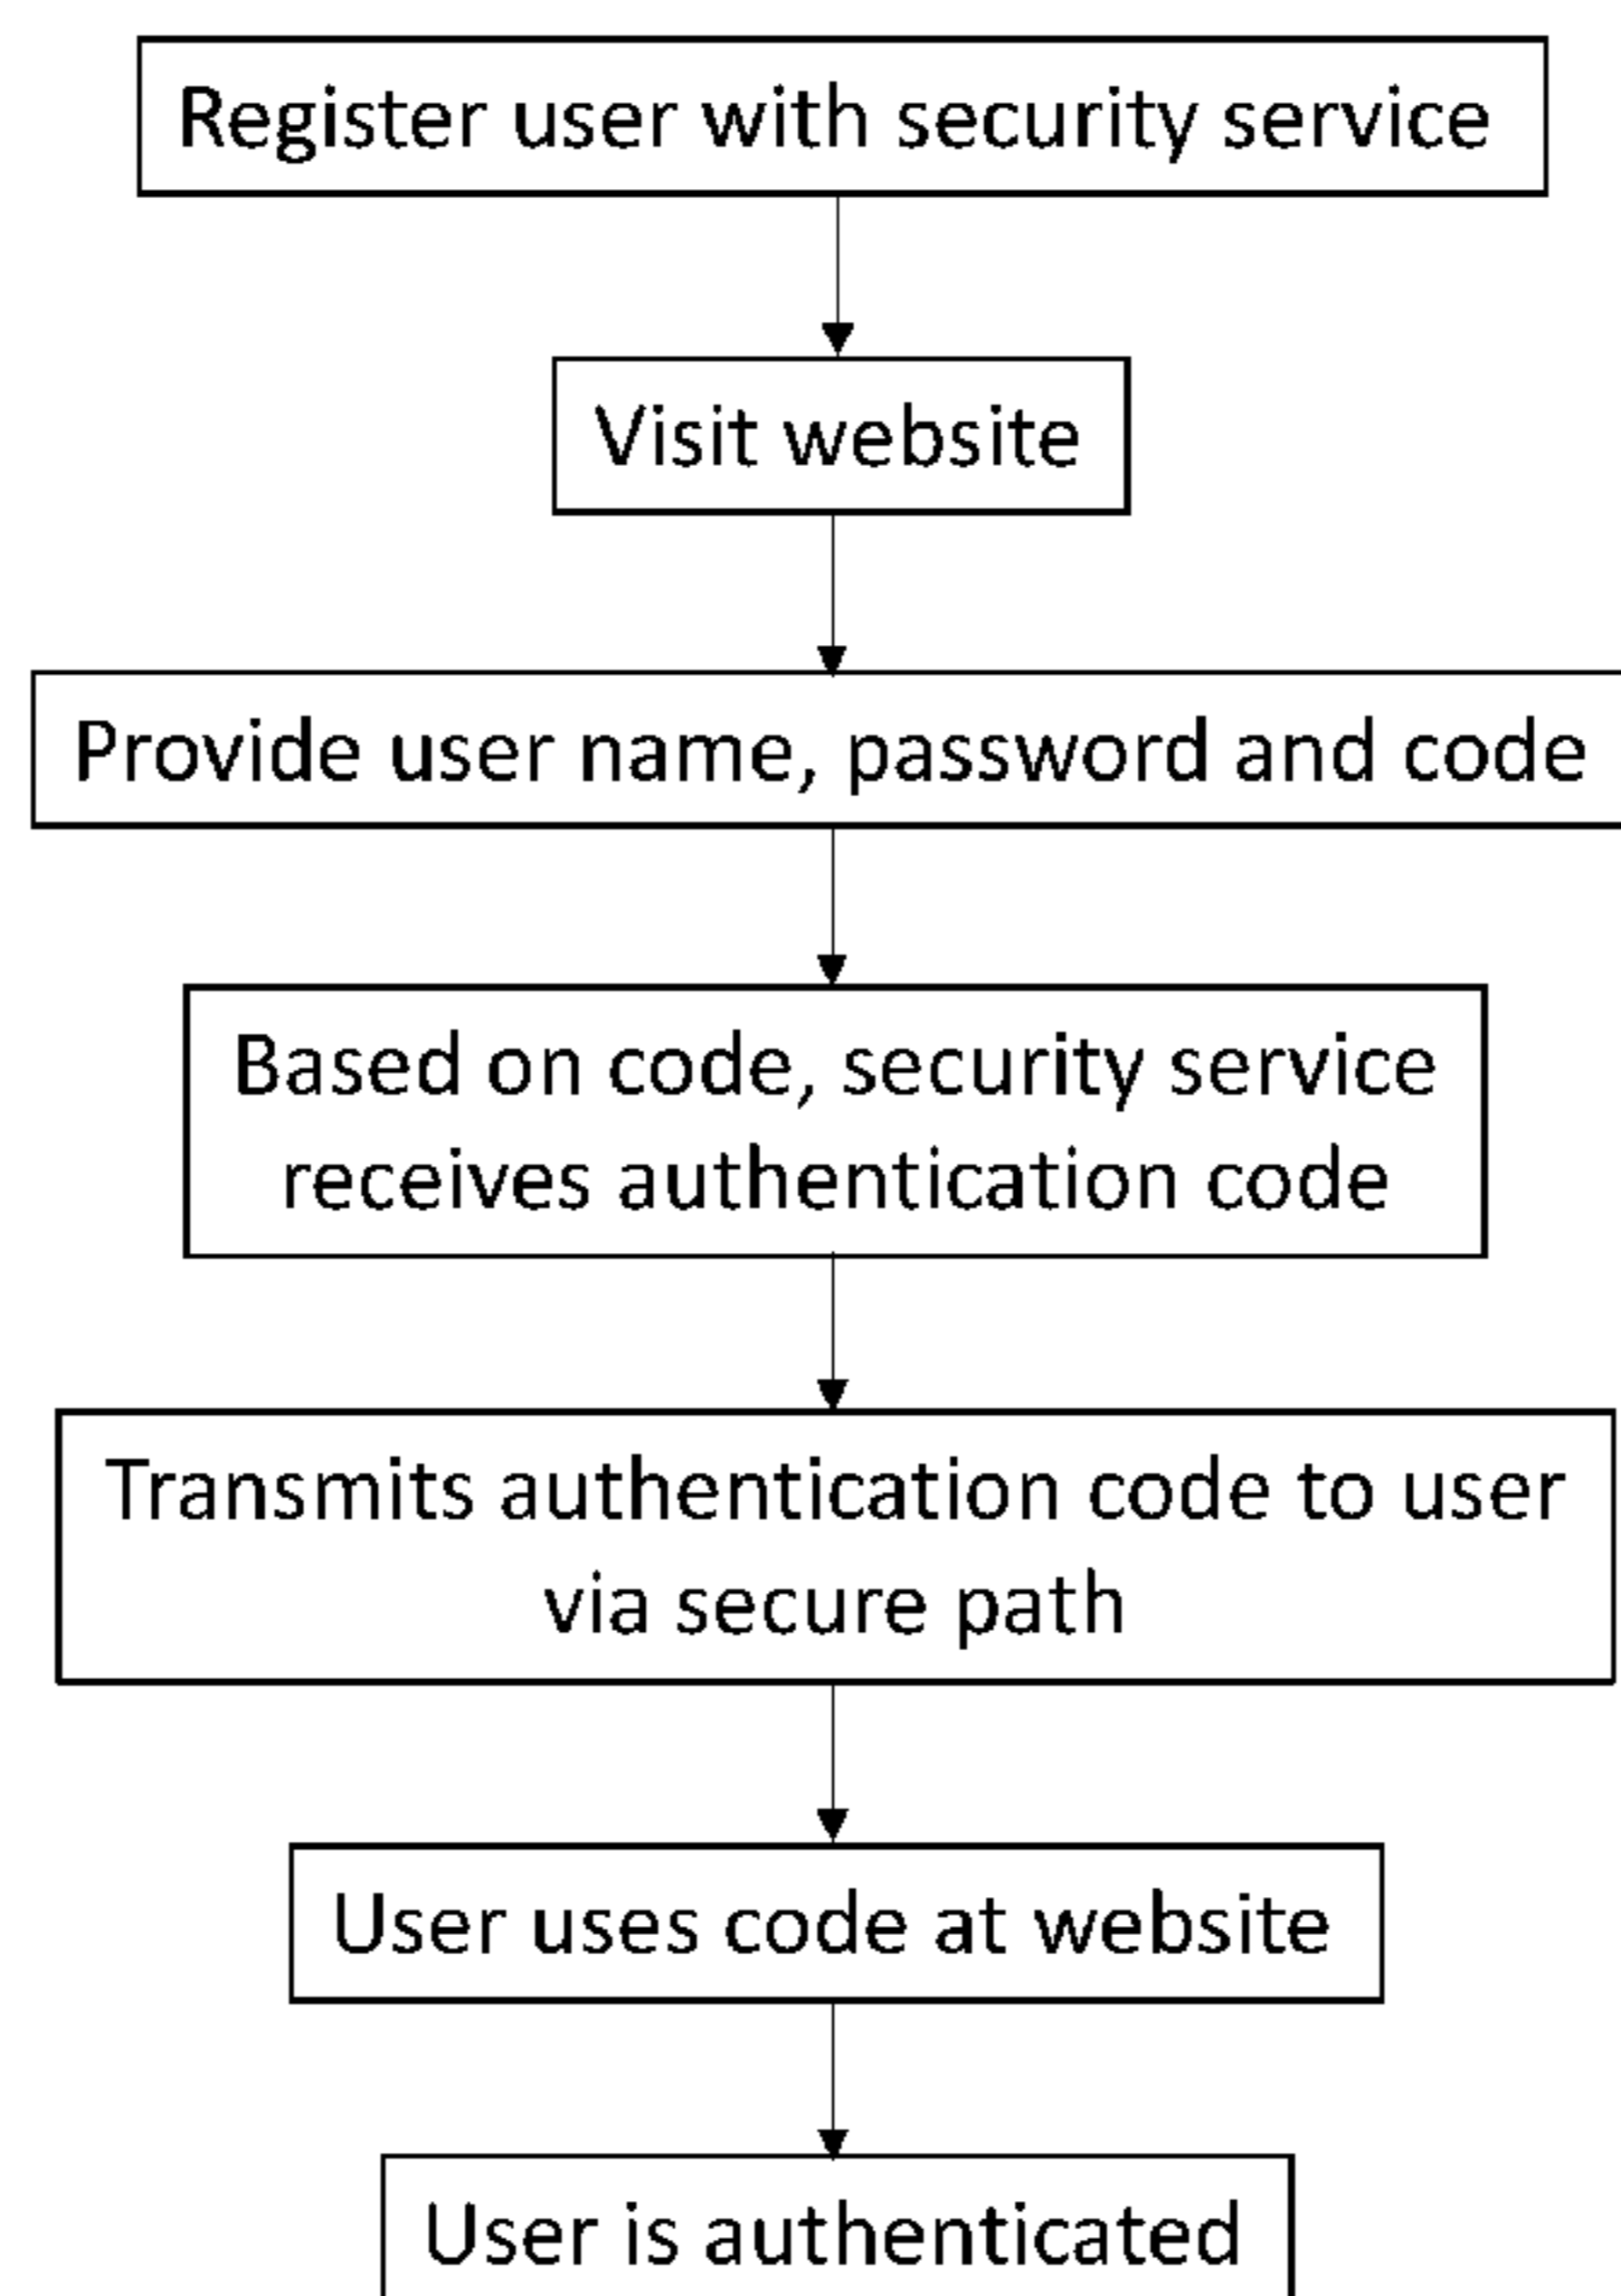 Register user with security service
Visit website
Provide user name, password and code
Based on code, security service
receives authentication code
Transmits authentication code to user
via secure path
User uses code at website
User is authenticated